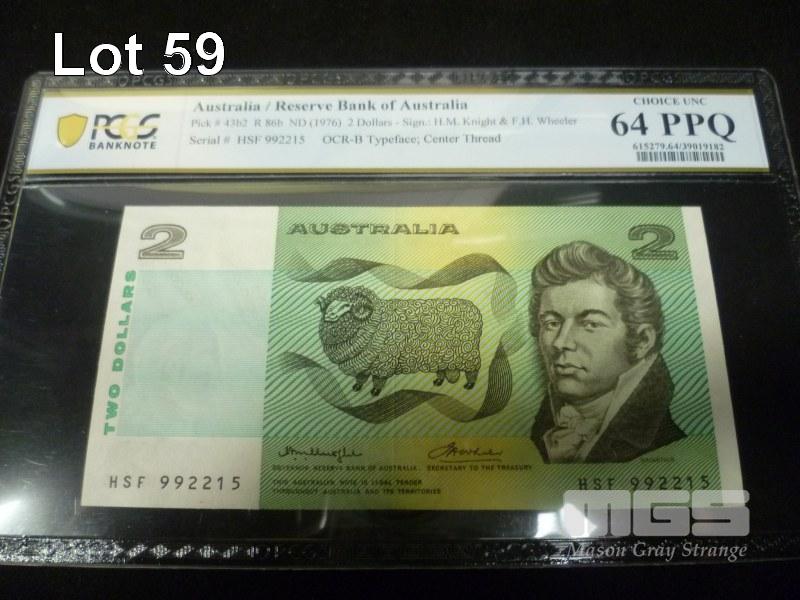 Lot 59
PCGS
BANKNOTE
Australia / Reserve Bank of Australia
Pick # 43b2 R 86b ND (1976) 2 Dollars - Sign.: H.M. Knight & F.H. Wheeler
Serial # HSF 992215 OCR-B Typeface; Center Thread
CHOICE UNC
64 PPQ
615279.64/39019182
2
AUSTRALIA
2
TWO DOLLARS
GOVERNOR, RESERVE BANK OF AUSTRALIA. SECRETARY TO THE TREASURY
THIS AUSTRALIAN NOTE IS LEGAL TENDER
THROUGHOUT AUSTRALIA AND ITS TERRITORIES
MACARTHUR
HSF 992215
HSF 992215
MGS
Mason Gray Strange